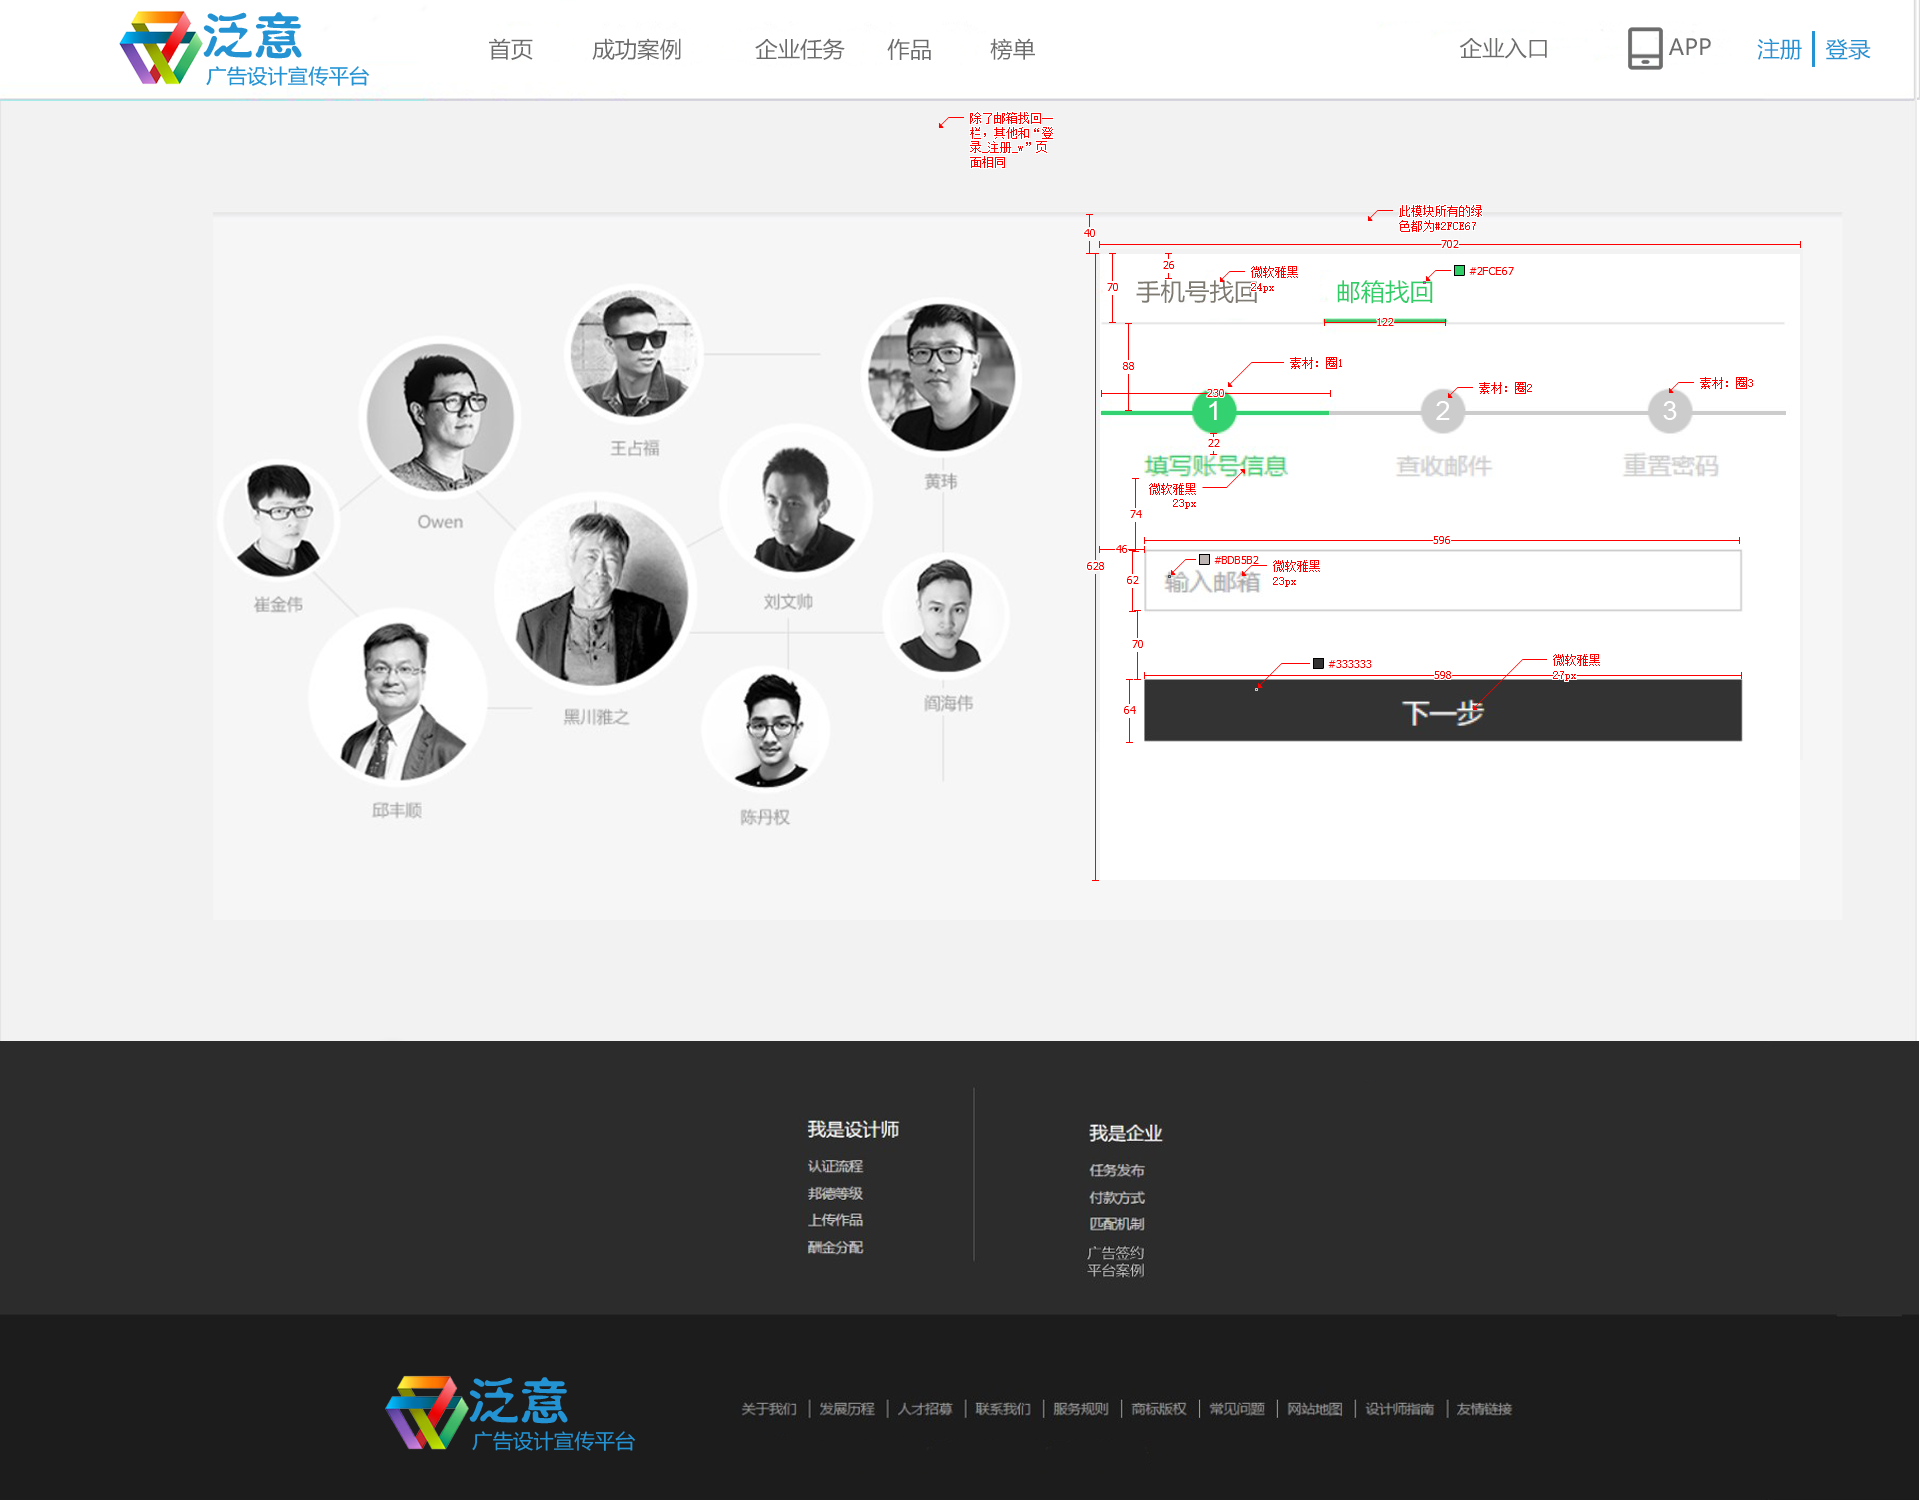 泛意
广告设计宣传平台
首页
成功案例
企业任务
作品
榜单
企业入口
APP
注册
登录
除了邮箱找回一
栏，其他和“登
录_注册_w”页
面相同
此模块所有的绿
色都为#2FCE67
40
702
26
70
手机号找回
微软雅黑
24px
邮箱找回
#2FCE67
122
88
素材：圈1
素材：圈2
素材：圈3
230
1
2
3
22
填写账号信息
查收邮件
重置密码
微软雅黑
23px
74
596
46
628
62
#BDB5B2
输入邮箱
微软雅黑
23px
70
#333333
598
微软雅黑
27px
64
下一步
王占福
黄玮
Owen
崔金伟
刘文帅
黑川雅之
阎海伟
邱丰顺
陈丹权
我是设计师
认证流程
邦德等级
上传作品
酬金分配
我是企业
任务发布
付款方式
匹配机制
广告签约
平台案例
泛意
广告设计宣传平台
关于我们
发展历程
人才招募
联系我们
服务规则
商标版权
常见问题
网站地图
设计师指南
友情链接